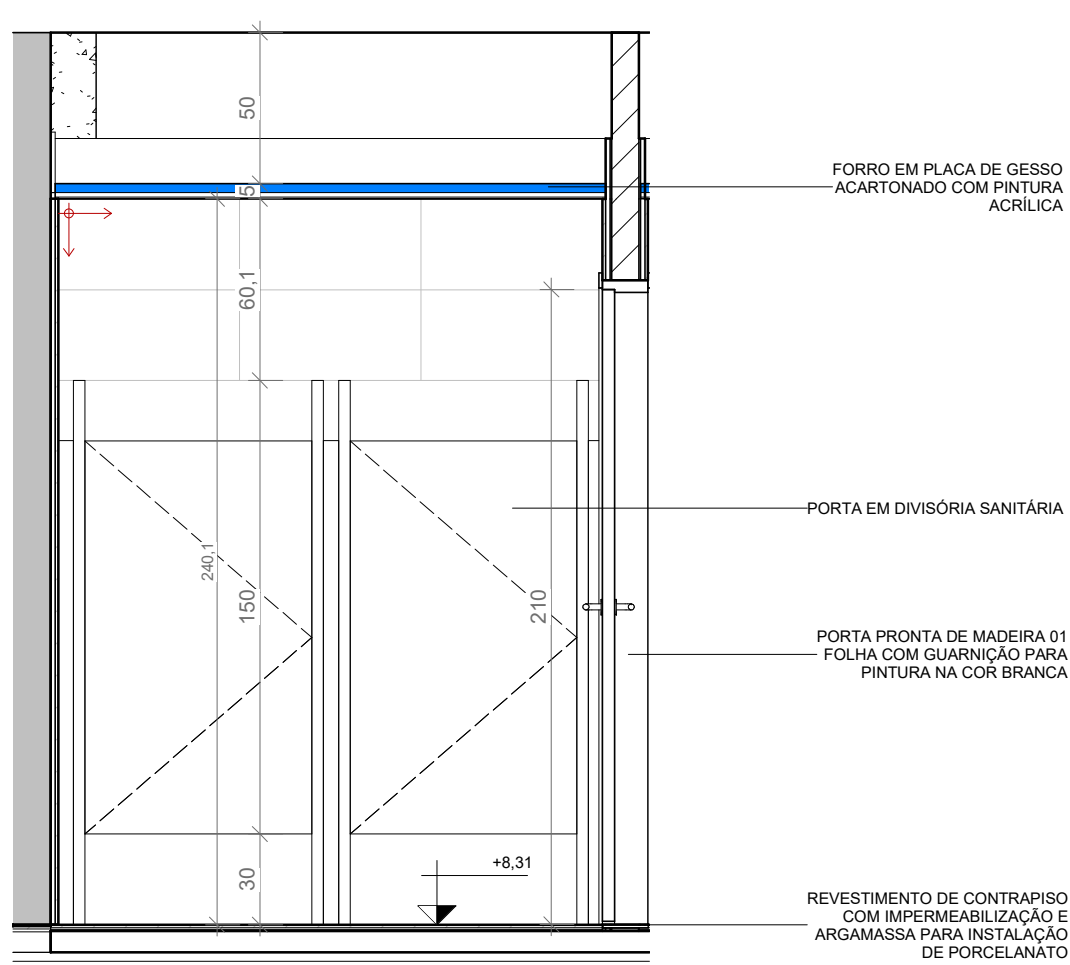 50
FORRO EM PLACA DE GESSO
ACARTONADO COM PINTURA
ACRÍLICA
5
60,1
PORTA EM DIVISÓRIA SANITÁRIA
240,1
150
210
PORTA PRONTA DE MADEIRA 01
FOLHA COM GUARNIÇÃO PARA
PINTURA NA COR BRANCA
30
+8,31
REVESTIMENTO DE CONTRAPISO
COM IMPERMEABILIZAÇÃO E
ARGAMASSA PARA INSTALAÇÃO
DE PORCELANATO